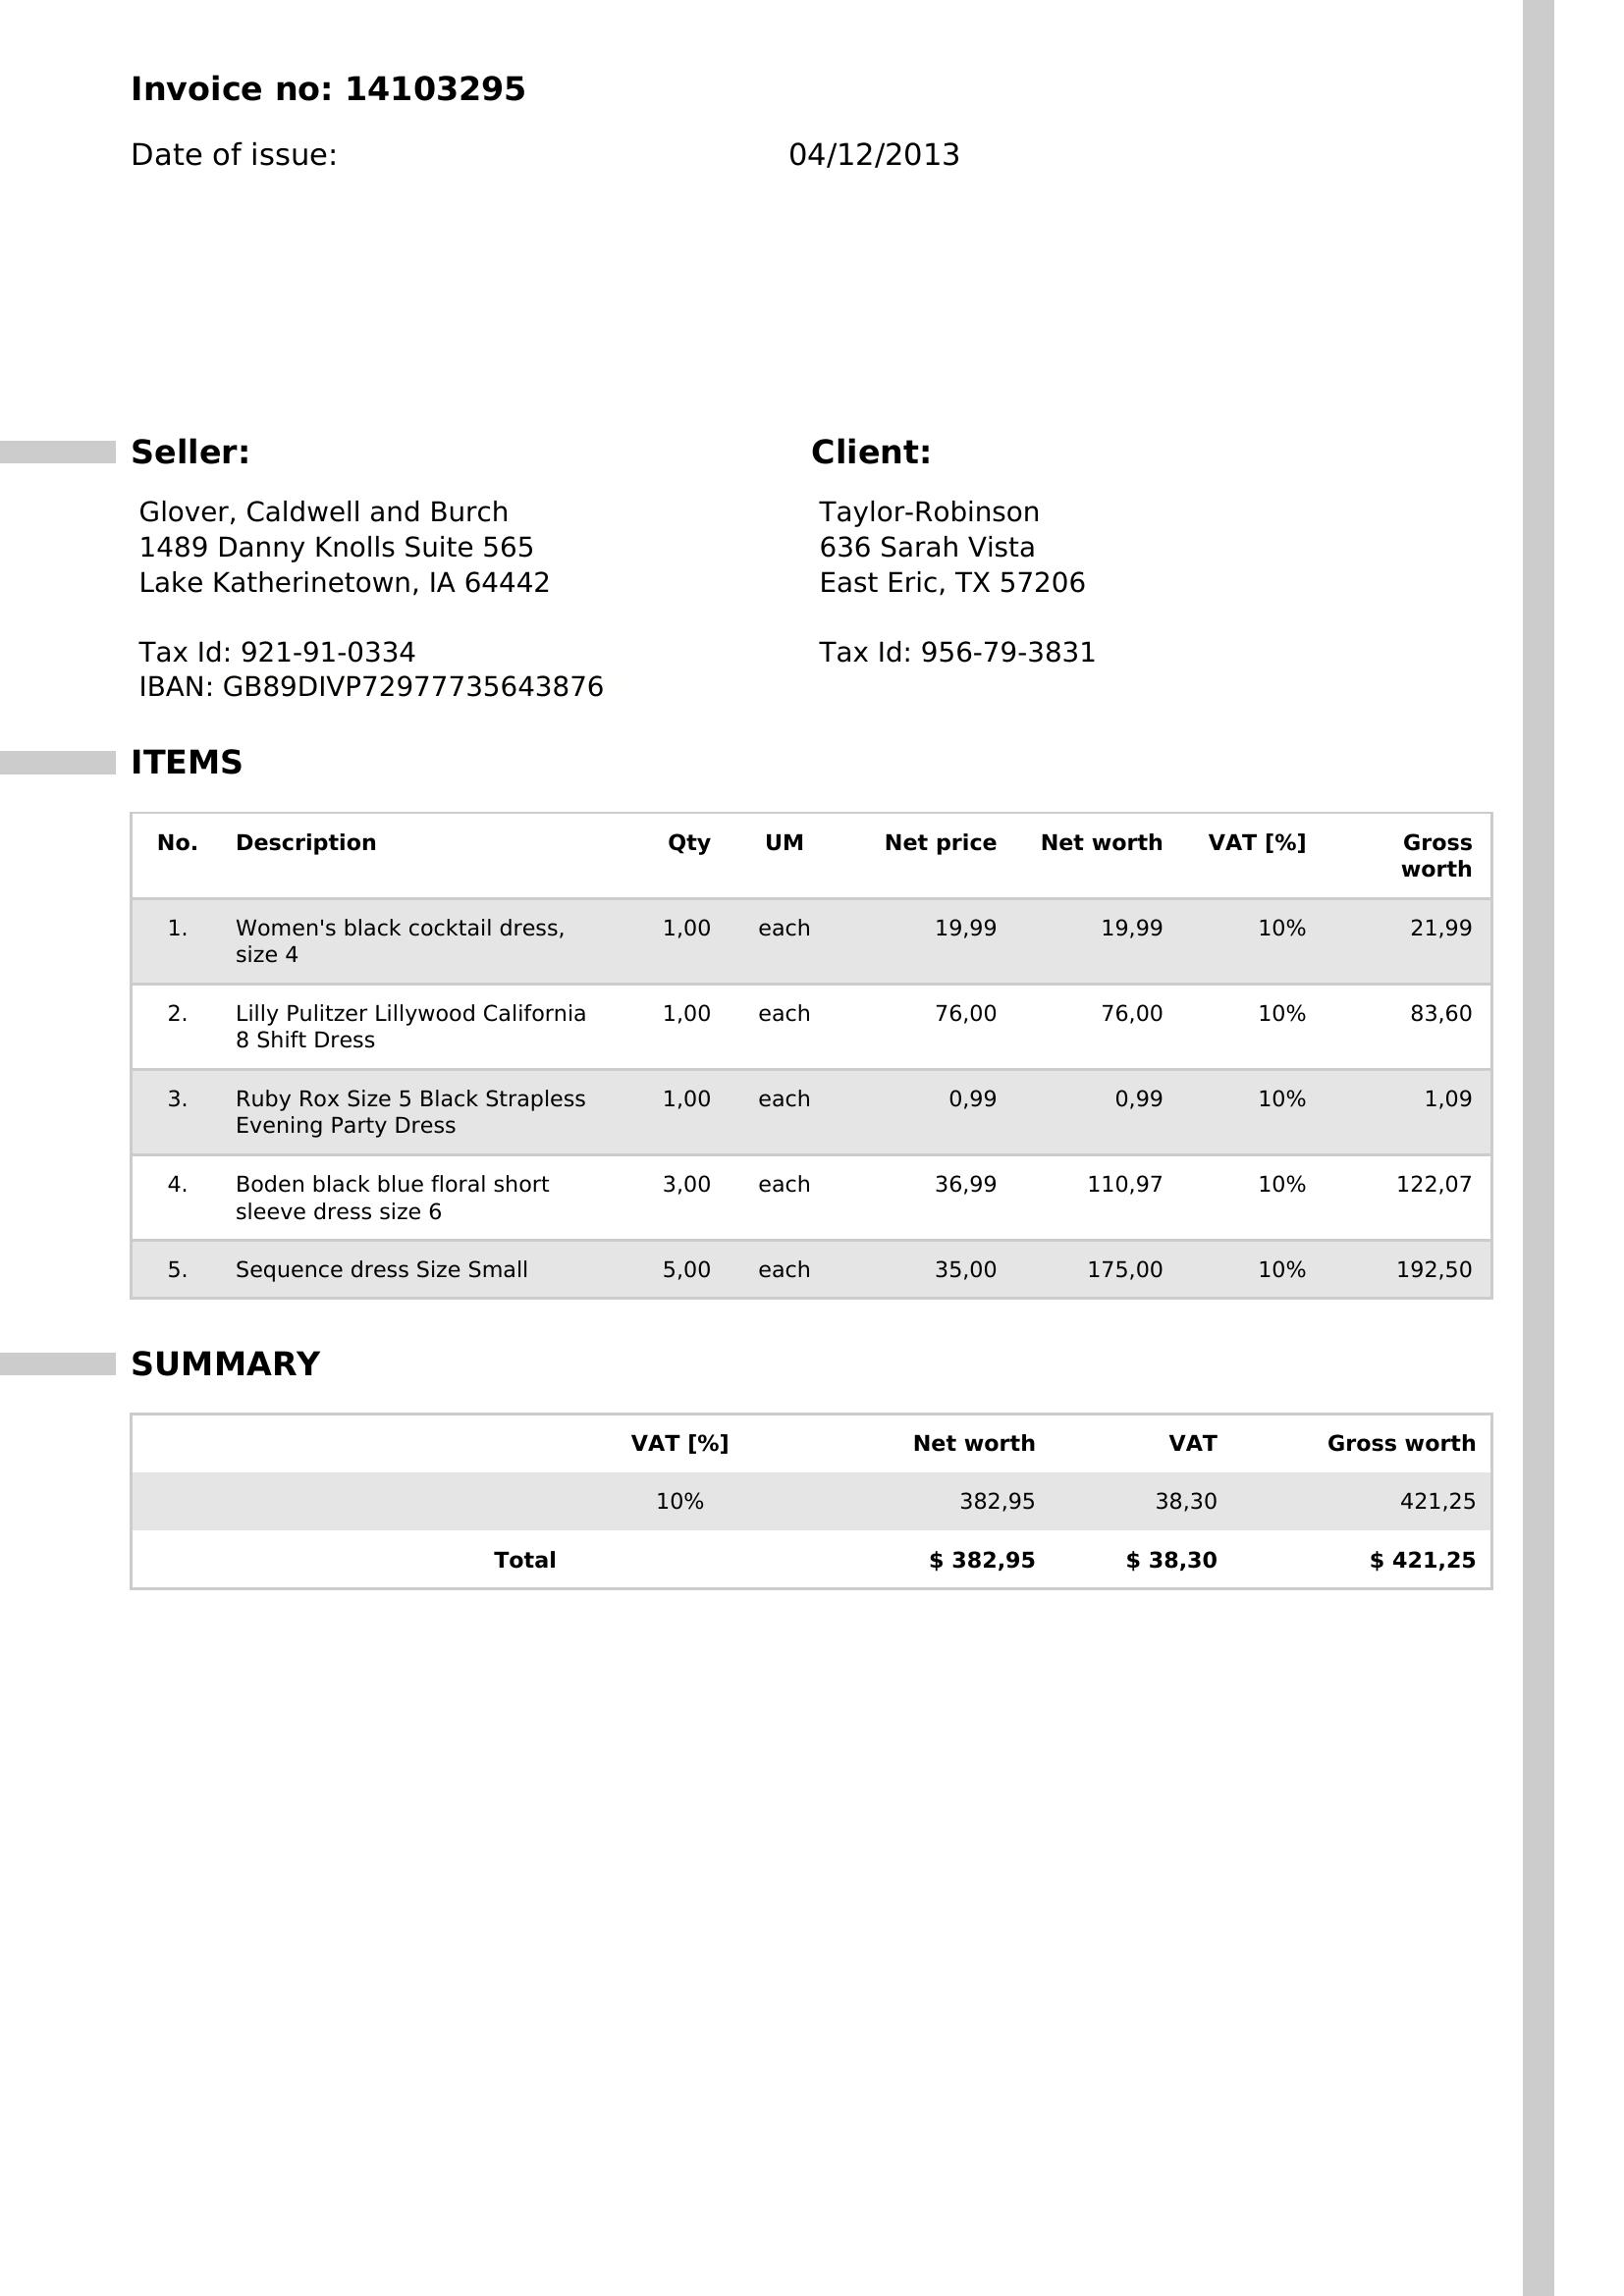 Invoice no: 14103295
Date of issue: 04/12/2013
Seller: Client:
Glover, Caldwell and Burch Taylor-Robinson
1489 Danny Knolls Suite 565 636 Sarah Vista
Lake Katherinetown, IA 64442 East Eric, TX 57206
Tax Id: 921-91-0334 Tax Id: 956-79-3831
IBAN: GB89DIVP72977735643876
ITEMS
No. Description Qty UM Net price Net worth VAT [%] Gross
worth
1. Women's black cocktail dress, 1,00 each 19,99 19,99 10% 21,99
size 4
2. Lilly Pulitzer Lillywood California 1,00 each 76,00 76,00 10% 83,60
8 Shift Dress
3. Ruby Rox Size 5 Black Strapless 1,00 each 0,99 0,99 10% 1,09
Evening Party Dress
4. Boden black blue floral short 3,00 each 36,99 110,97 10% 122,07
sleeve dress size 6
5. Sequence dress Size Small 5,00 each 35,00 175,00 10% 192,50
SUMMARY
VAT [%] Net worth VAT Gross worth
10% 382,95 38,30 421,25
Total $ 382,95 $ 38,30 $ 421,25